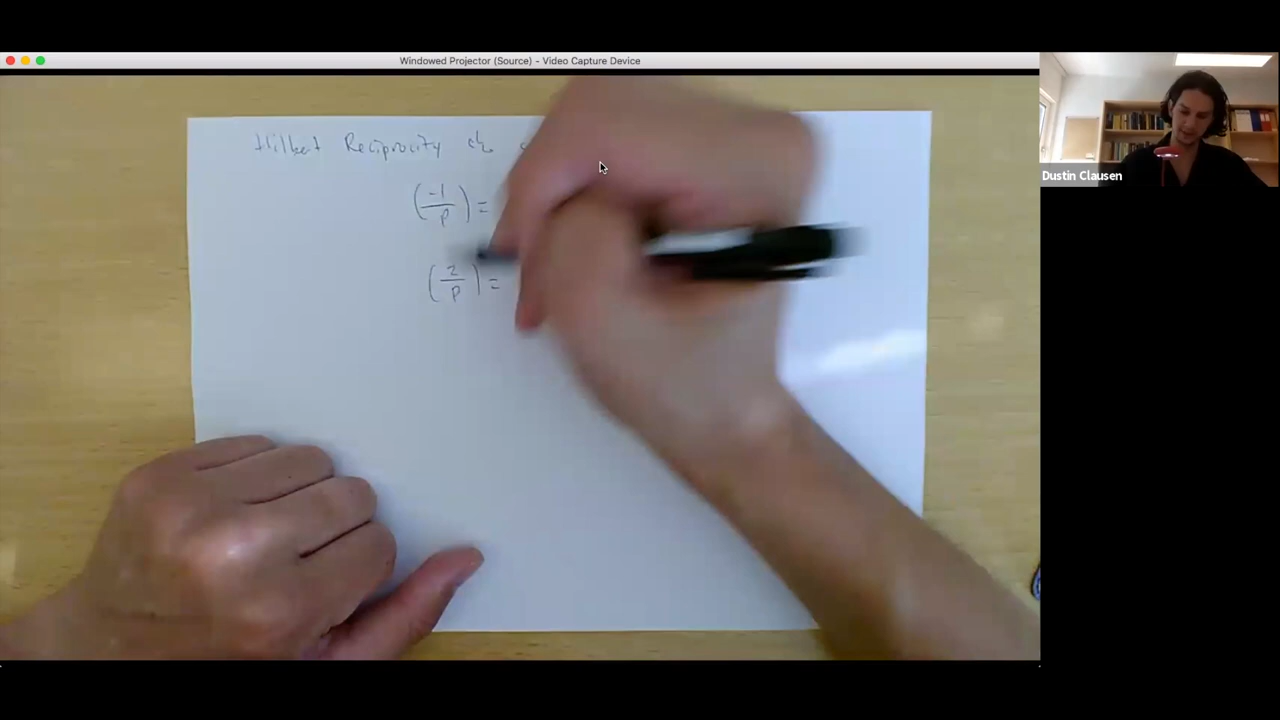 Windowed Projector (Source) - Video Capture Device
Dustin Clausen
Hilbert Reciprocity
(-1/p) =
(2/p) =